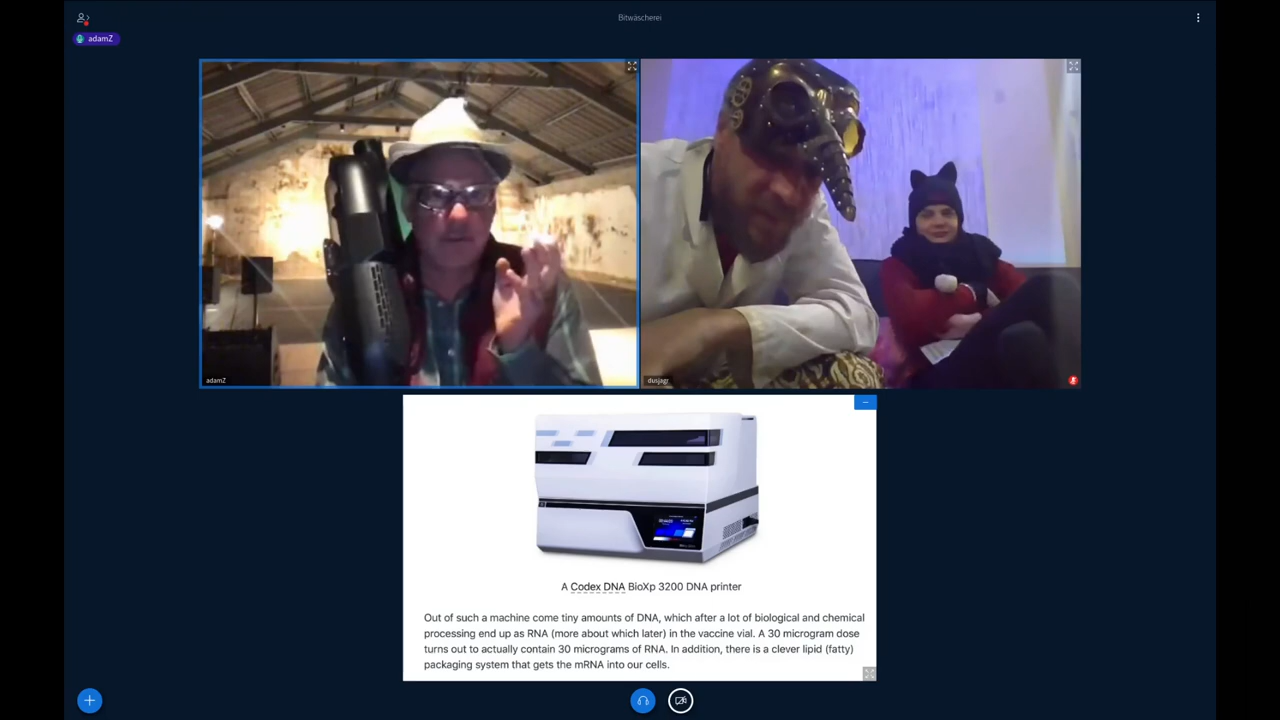 Bitwäscherei
adamZ
adamZ
dusjagr
A Codex DNA BioXp 3200 DNA printer
Out of such a machine come tiny amounts of DNA, which after a lot of biological and chemical
processing end up as RNA (more about which later) in the vaccine vial. A 30 microgram dose
turns out to actually contain 30 micrograms of RNA. In addition, there is a clever lipid (fatty)
packaging system that gets the mRNA into our cells.